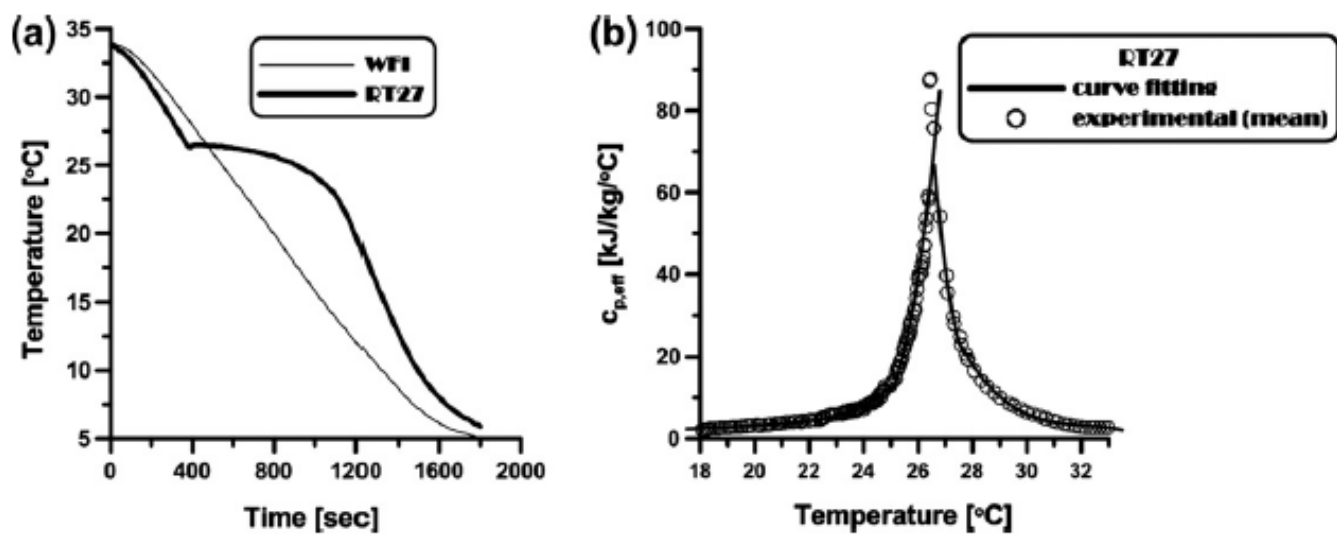 (a)
WFI
RT27
Temperature [°C]
35
30
25
20
15
10
5
0
400
800
1200
1600
2000
Time [sec]
(b)
RT27
curve fitting
experimental (mean)
c_p,eff [kJ/kg/°C]
100
80
60
40
20
0
18
20
22
24
26
28
30
32
Temperature [°C]